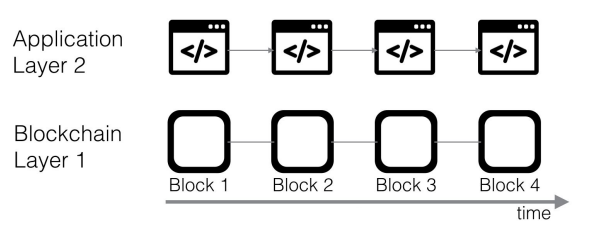 Application
Layer 2
</>
</>
</>
</>
Blockchain
Layer 1
Block 1
Block 2
Block 3
Block 4
time